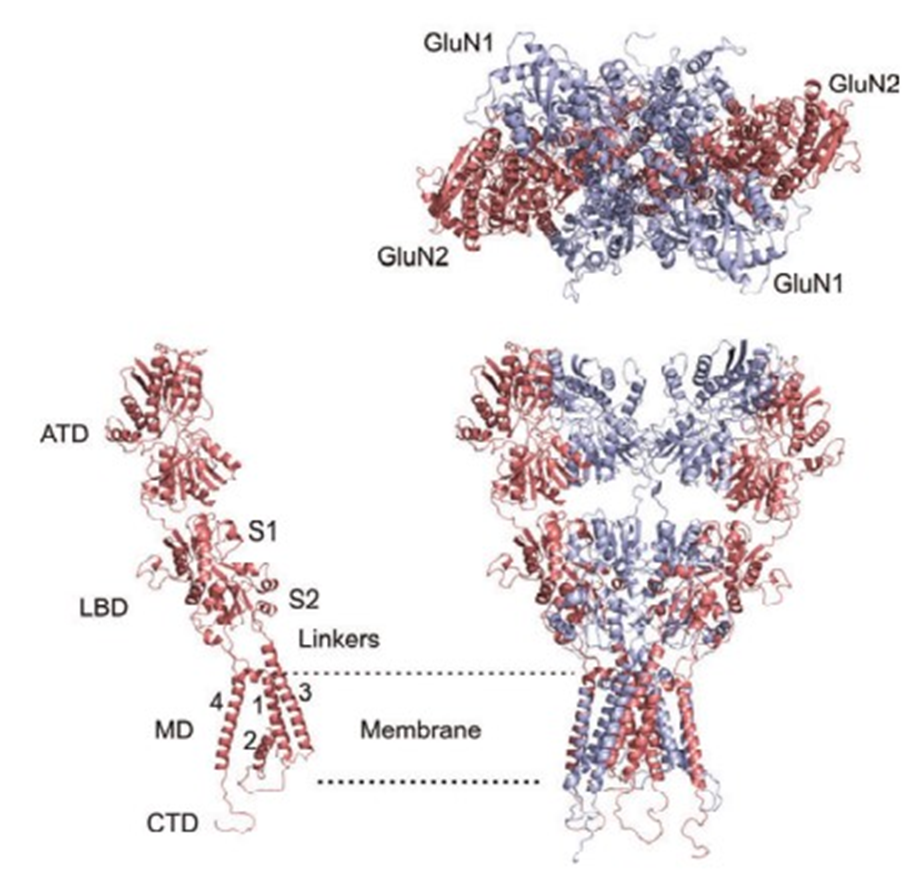 GluN1
GluN2
GluN2
GluN1
ATD
S1
LBD
S2
Linkers
4
1
3
MD
2
Membrane
CTD